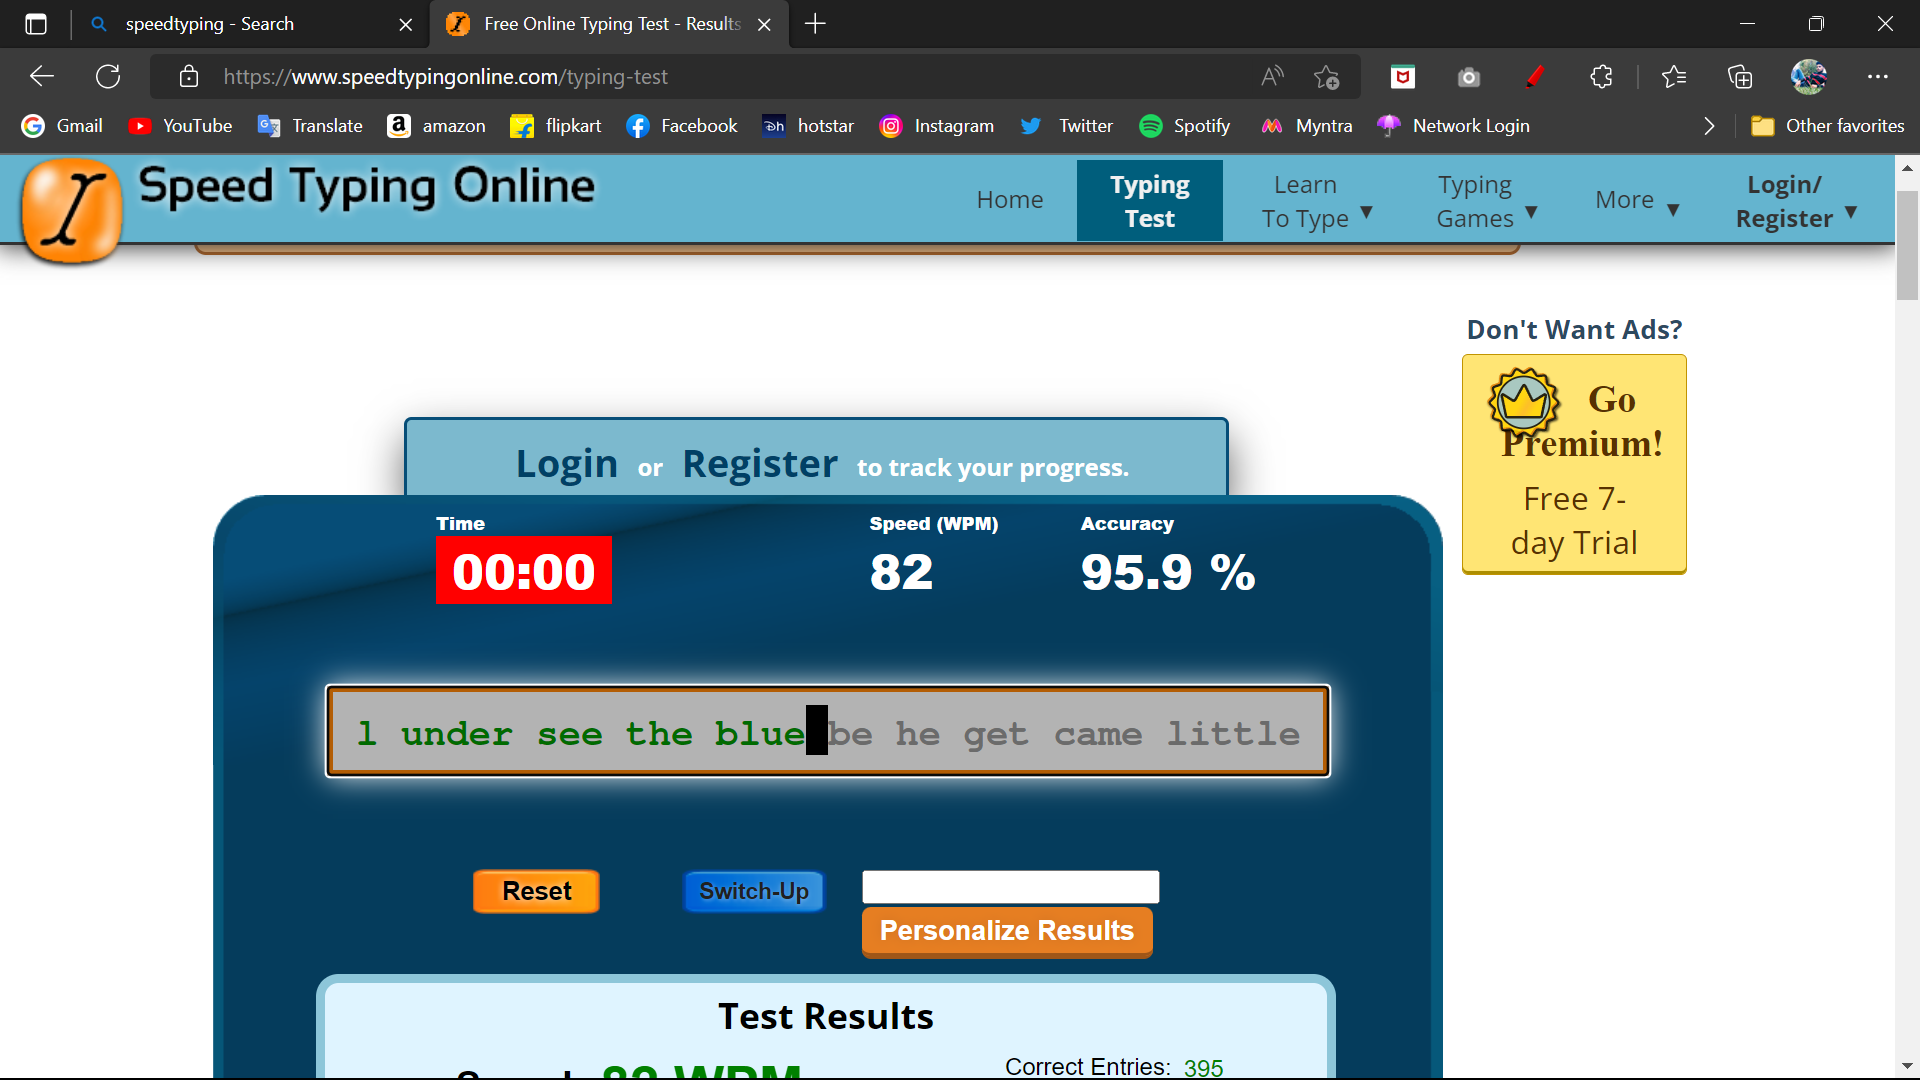 speedtyping - Search
Free Online Typing Test - Results
https://www.speedtypingonline.com/typing-test
Gmail YouTube Translate amazon flipkart Facebook hotstar Instagram Twitter Spotify Myntra Network Login Other favorites
Speed Typing Online
Home
Typing
Test
Learn
To Type ▼
Typing
Games ▼
More ▼
Login/
Register ▼
Don't Want Ads?
Go
Premium!
Free 7-
day Trial
Login or Register to track your progress.
Time Speed (WPM) Accuracy
00:00 82 95.9 %
l under see the blue be he get came little
Reset Switch-Up
Personalize Results
Test Results
Correct Entries: 395
82 WPM